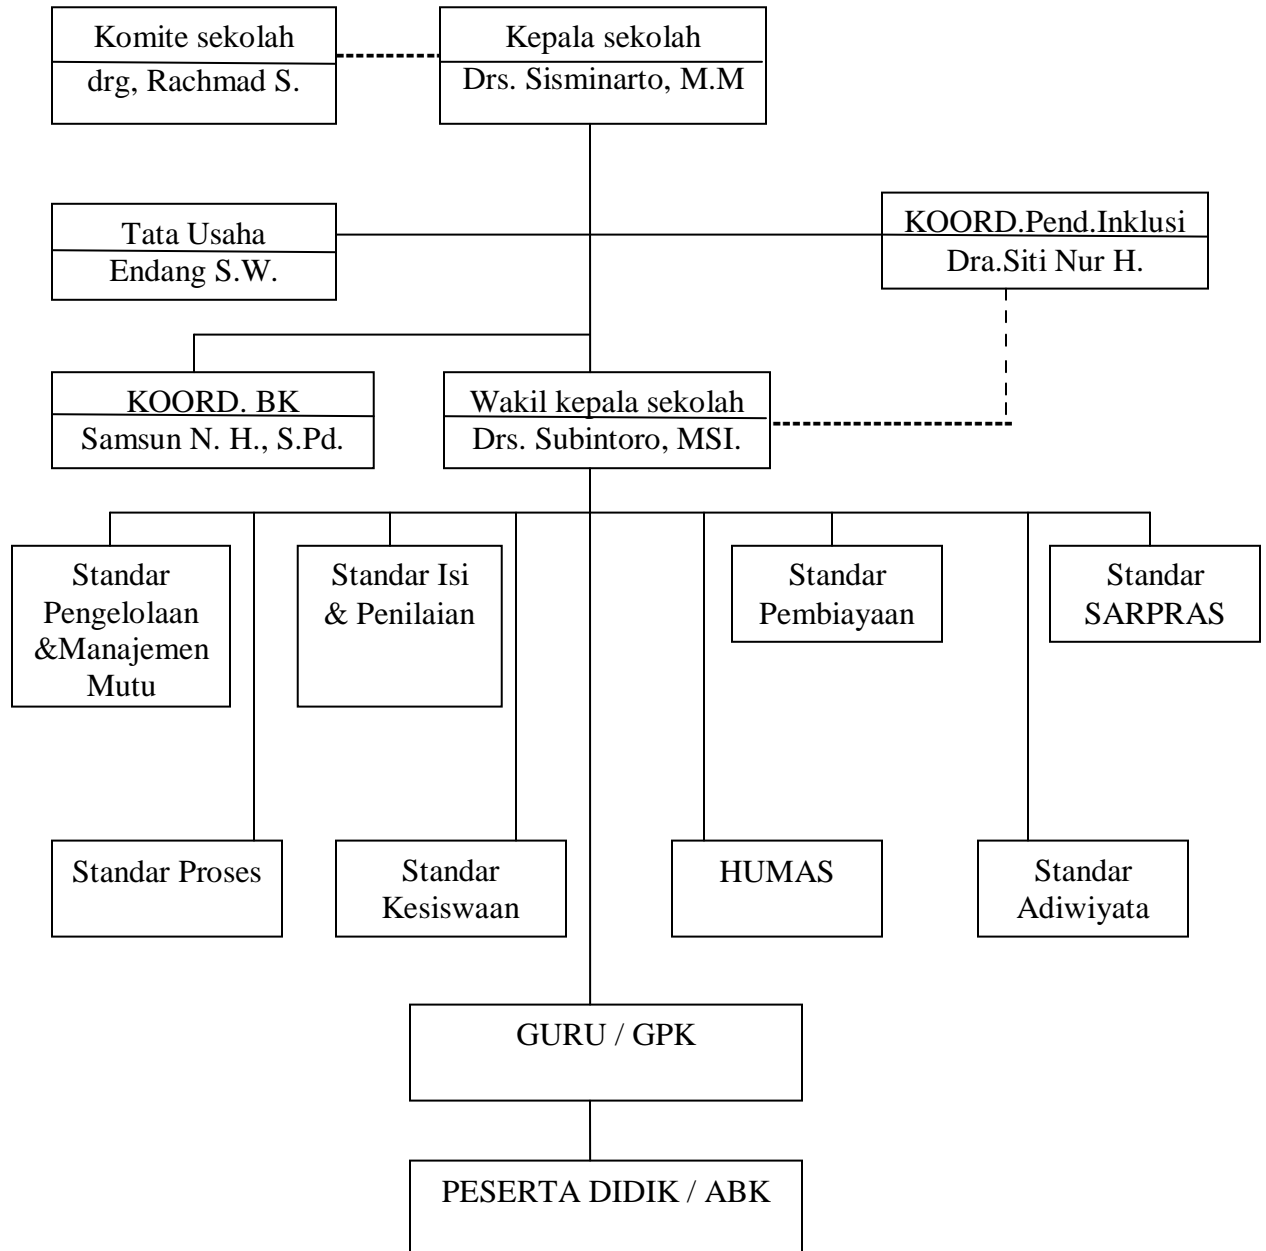 Komite sekolah
drg, Rachmad S.
Kepala sekolah
Drs. Sisminarto, M.M
Tata Usaha
Endang S.W.
KOORD.Pend.Inklusi
Dra.Siti Nur H.
KOORD. BK
Samsun N. H., S.Pd.
Wakil kepala sekolah
Drs. Subintoro, MSI.
Standar
Pengelolaan
&Manajemen
Mutu
Standar Isi
& Penilaian
Standar
Pembiayaan
Standar
SARPRAS
Standar Proses
Standar
Kesiswaan
HUMAS
Standar
Adiwiyata
GURU / GPK
PESERTA DIDIK / ABK